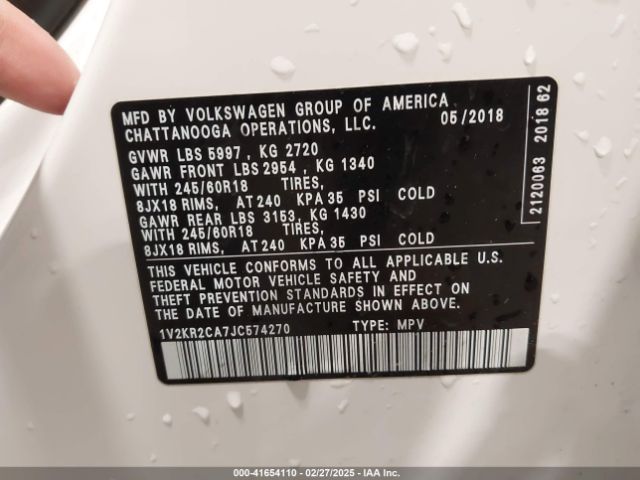 MFD BY VOLKSWAGEN GROUP OF AMERICA
CHATTANOOGA OPERATIONS, LLC. 05/2018
GVWR LBS 5997, KG 2720
GAWR FRONT LBS 2954, KG 1340
WITH 245/60R18 TIRES,
8JX18 RIMS, AT 240 KPA 35 PSI COLD
GAWR REAR LBS 3153, KG 1430
WITH 245/60R18 TIRES,
8JX18 RIMS, AT 240 KPA 35 PSI COLD
THIS VEHICLE CONFORMS TO ALL APPLICABLE U.S.
FEDERAL MOTOR VEHICLE SAFETY AND
THEFT PREVENTION STANDARDS IN EFFECT ON
THE DATE OF MANUFACTURE SHOWN ABOVE.
1V2KR2CA7JC574270 TYPE: MPV
2120063 2018 62
000-41654110 - 02/27/2025 - IAA Inc.